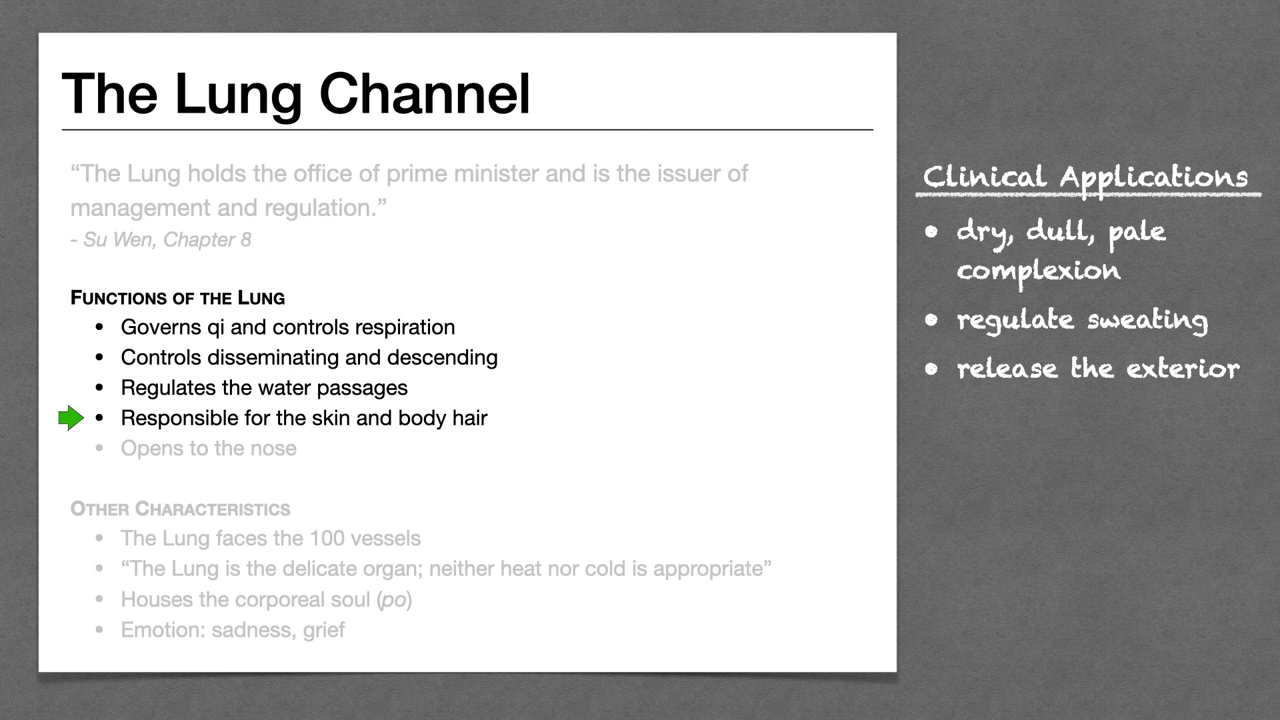 The Lung Channel
“The Lung holds the office of prime minister and is the issuer of
management and regulation.”
- Su Wen, Chapter 8
FUNCTIONS OF THE LUNG
• Governs qi and controls respiration
• Controls disseminating and descending
• Regulates the water passages
• Responsible for the skin and body hair
• Opens to the nose
OTHER CHARACTERISTICS
• The Lung faces the 100 vessels
• “The Lung is the delicate organ; neither heat nor cold is appropriate”
• Houses the corporeal soul (po)
• Emotion: sadness, grief
Clinical Applications
• dry, dull, pale
complexion
• regulate sweating
• release the exterior